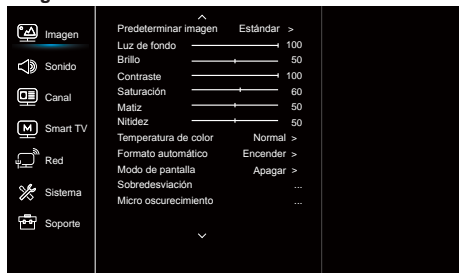 Imagen
Sonido
Canal
Smart TV
Red
Sistema
Soporte
Predeterminar imagen Estándar >
Luz de fondo 100
Brillo 50
Contraste 100
Saturación 60
Matiz 50
Nitidez 50
Temperatura de color Normal >
Formato automático Encender >
Modo de pantalla Apagar >
Sobredesviación ...
Micro oscurecimiento ...